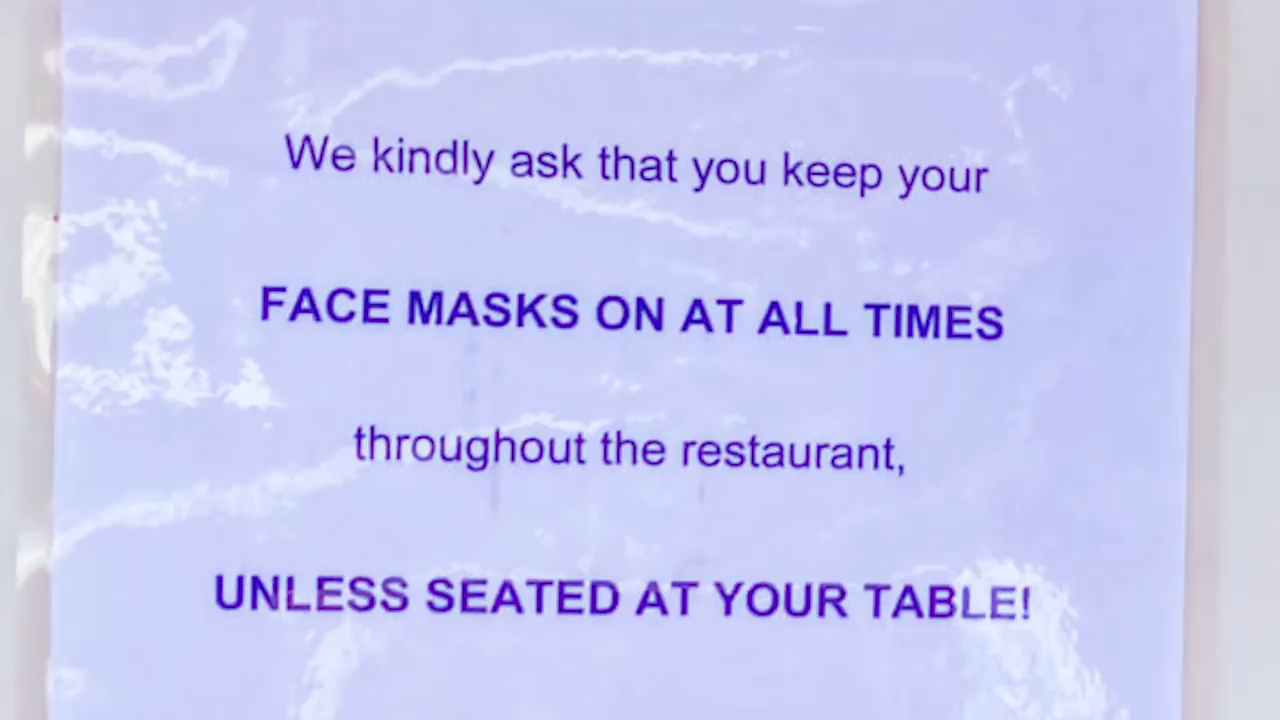 We kindly ask that you keep your
FACE MASKS ON AT ALL TIMES
throughout the restaurant,
UNLESS SEATED AT YOUR TABLE!